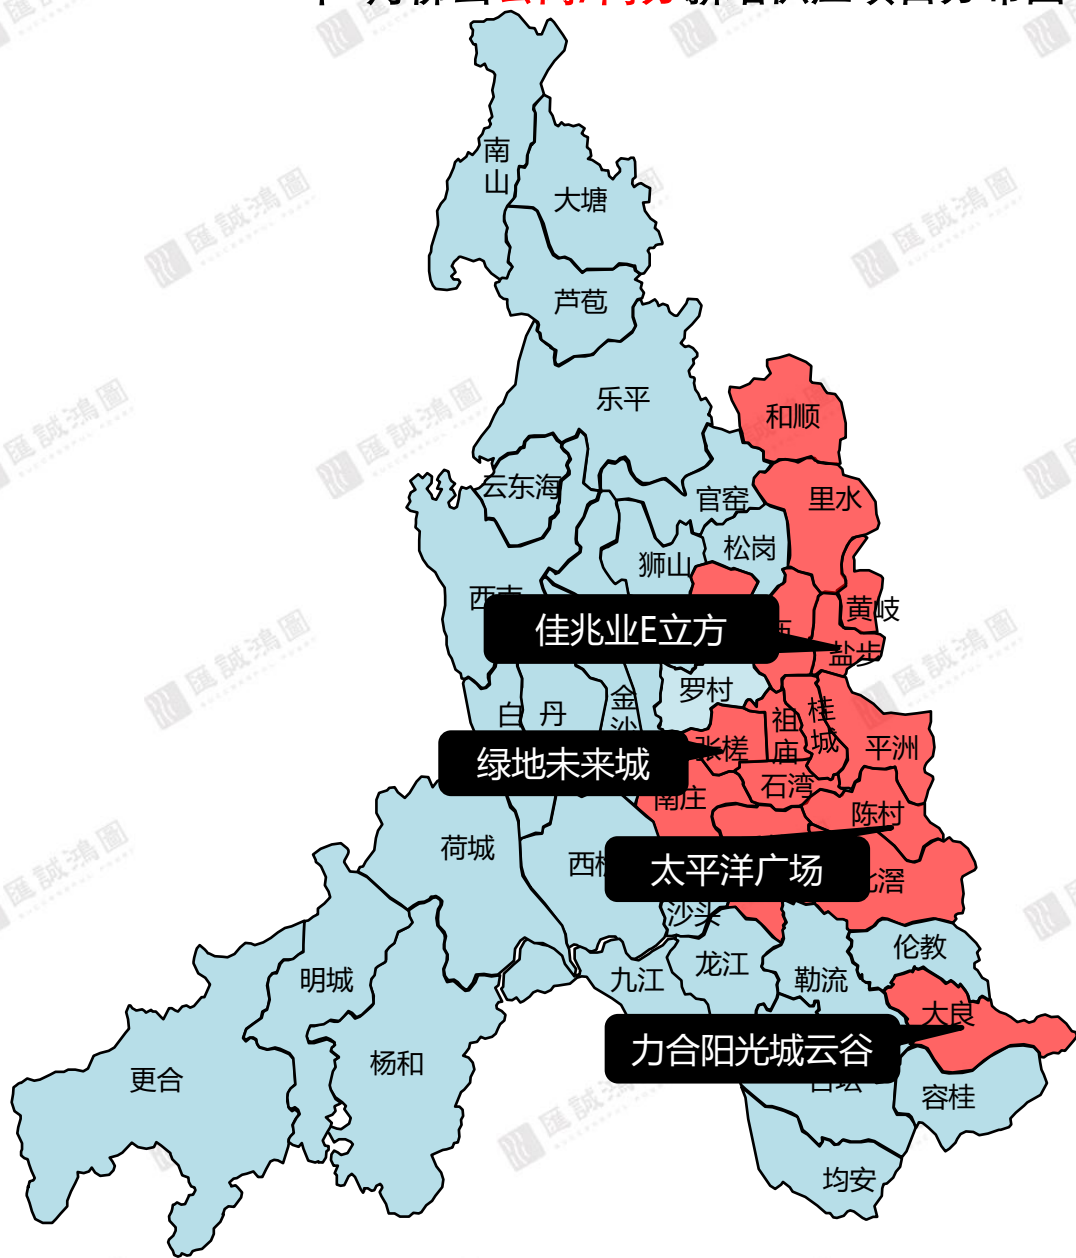 南山
大塘
芦苞
乐平
和顺
云东海
官窑
里水
松岗
狮山
黄岐
佳兆业E立方
盐步
罗村
白
丹
金沙
祖庙
桂城
张槎
平洲
绿地未来城
石湾
南庄
陈村
荷城
太平洋广场
沙头
伦教
龙江
九江
勒流
明城
大良
力合阳光城云谷
杨和
更合
容桂
均安
匯誠鴻圖